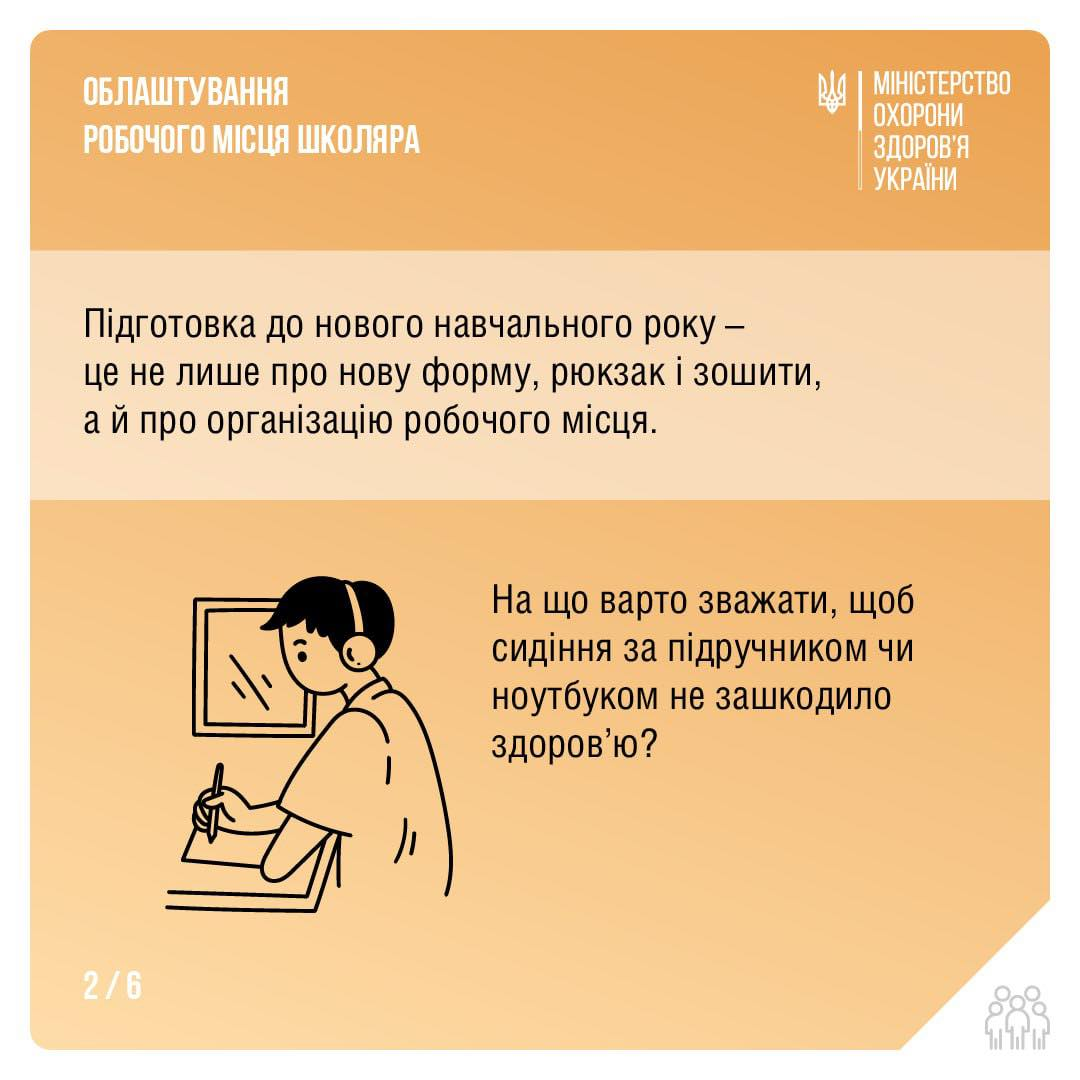 ОБЛАШТУВАННЯ
РОБОЧОГО МІСЦЯ ШКОЛЯРА
МІНІСТЕРСТВО
ОХОРОНИ
ЗДОРОВ'Я
УКРАЇНИ
Підготовка до нового навчального року –
це не лише про нову форму, рюкзак і зошити,
а й про організацію робочого місця.
На що варто зважати, щоб
сидіння за підручником чи
ноутбуком не зашкодило
здоров’ю?
2 / 6